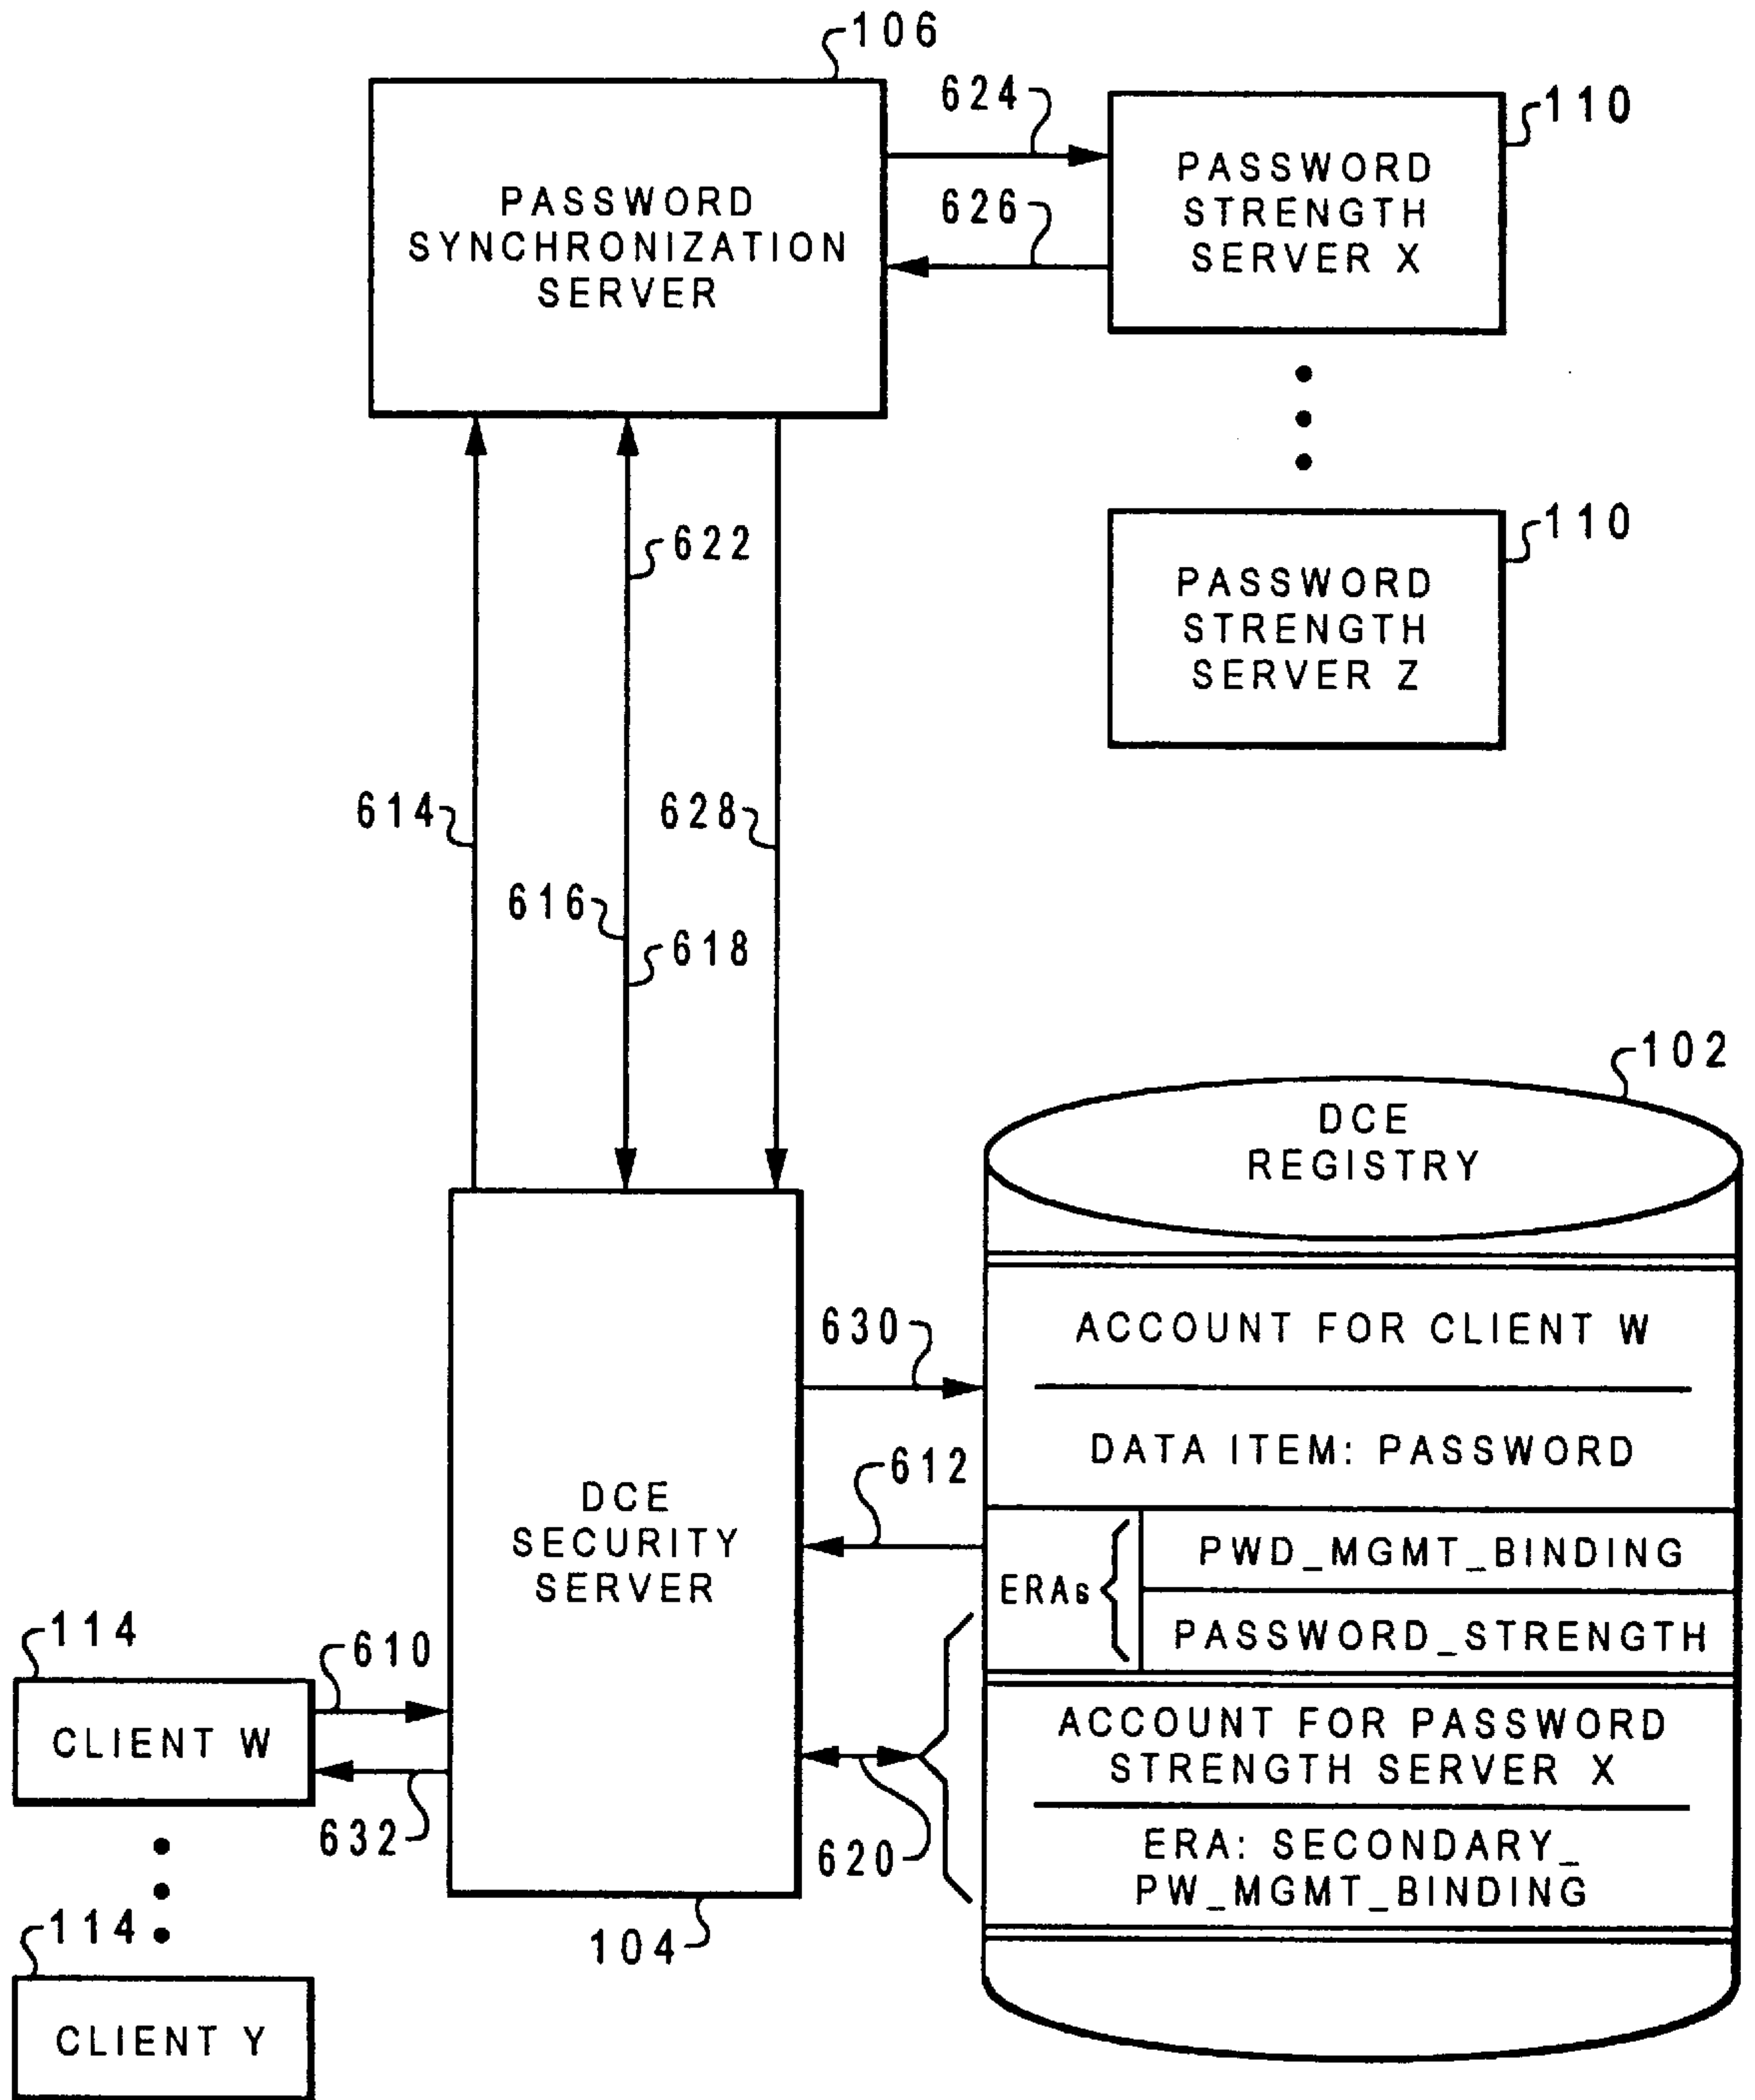 106
624
110
PASSWORD
SYNCHRONIZATION
SERVER
PASSWORD
STRENGTH
SERVER X
626
110
PASSWORD
STRENGTH
SERVER Z
622
614
628
616
618
102
DCE
REGISTRY
630
ACCOUNT FOR CLIENT W
DATA ITEM: PASSWORD
612
DCE
SECURITY
SERVER
ERAs
PWD_MGMT_BINDING
PASSWORD_STRENGTH
114
610
CLIENT W
632
620
ACCOUNT FOR PASSWORD
STRENGTH SERVER X
ERA: SECONDARY_
PW_MGMT_BINDING
104
114
CLIENT Y